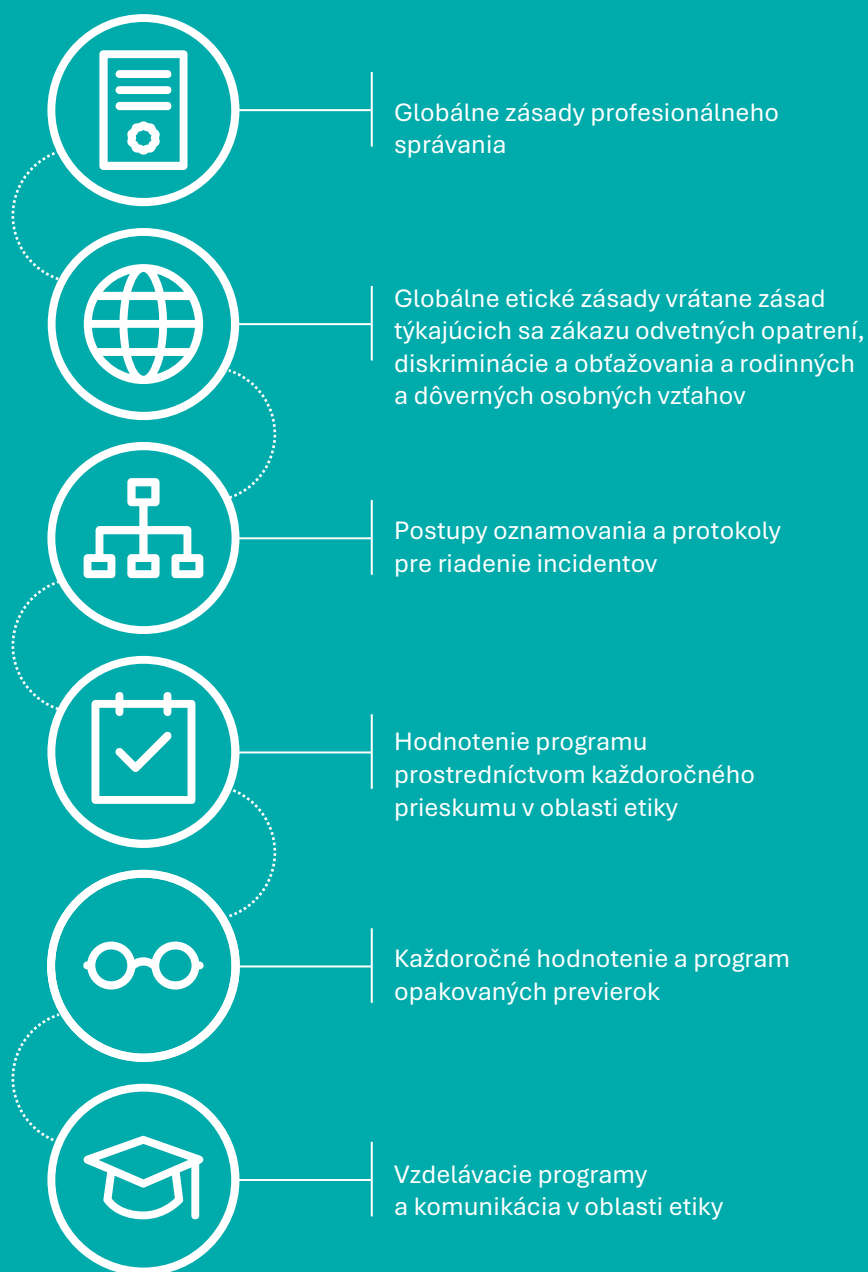 Globálne zásady profesionálneho
správania
Globálne etické zásady vrátane zásad
týkajúcich sa zákazu odvetných opatrení,
diskriminácie a obťažovania a rodinných
a dôverných osobných vzťahov
Postupy oznamovania a protokoly
pre riadenie incidentov
Hodnotenie programu
prostredníctvom každoročného
prieskumu v oblasti etiky
Každoročné hodnotenie a program
opakovaných previerok
Vzdelávacie programy
a komunikácia v oblasti etiky